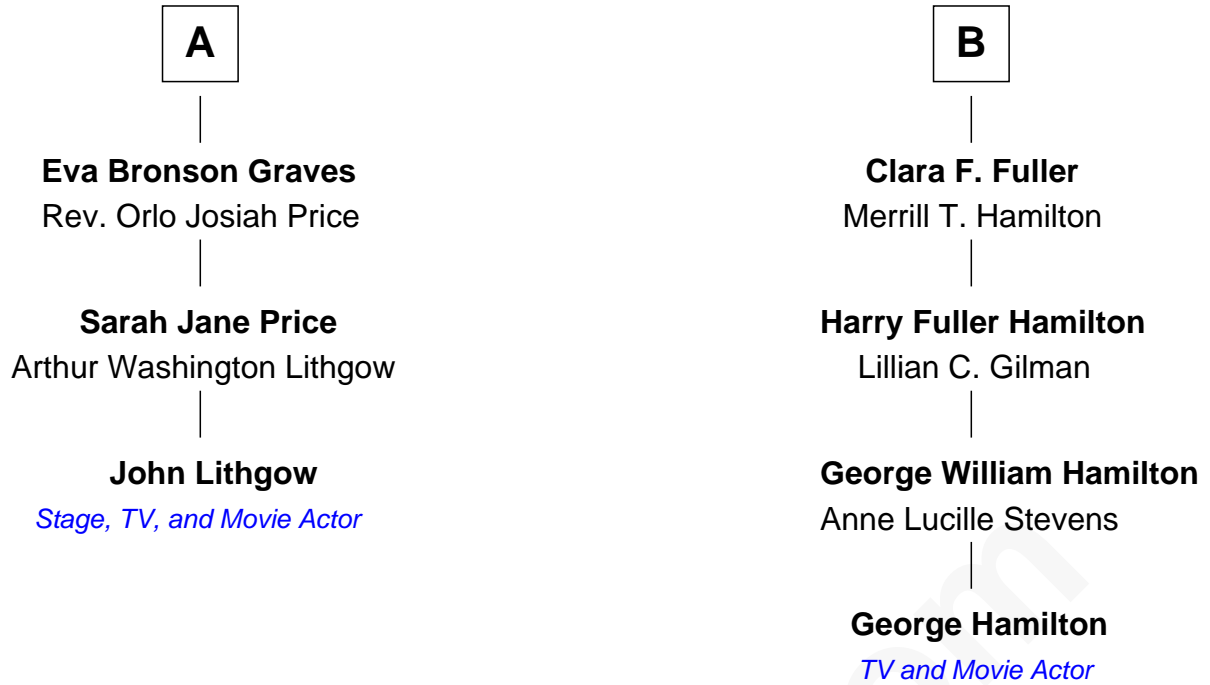 A
Eva Bronson Graves
Rev. Orlo Josiah Price
Sarah Jane Price
Arthur Washington Lithgow
John Lithgow
Stage, TV, and Movie Actor
B
Clara F. Fuller
Merrill T. Hamilton
Harry Fuller Hamilton
Lillian C. Gilman
George William Hamilton
Anne Lucille Stevens
George Hamilton
TV and Movie Actor